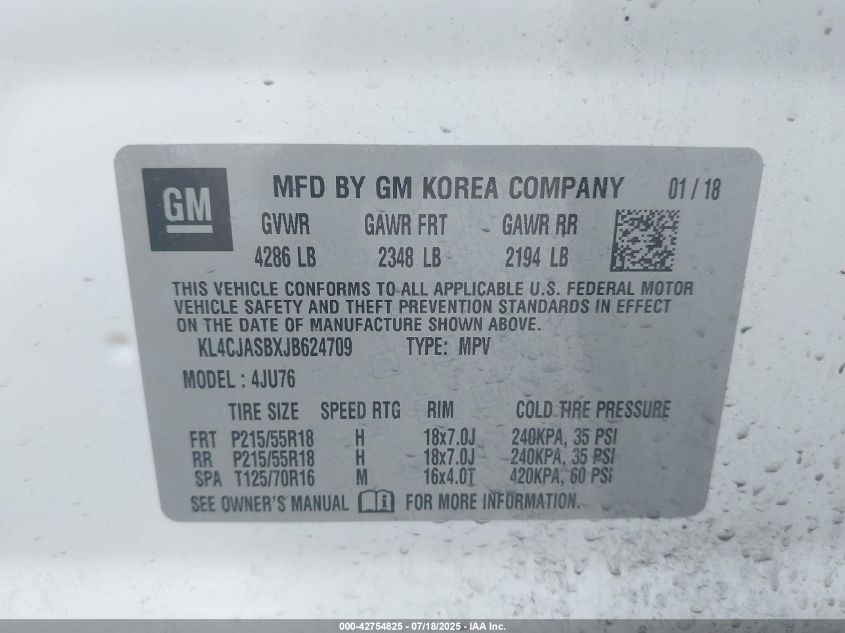 GM
MFD BY GM KOREA COMPANY 01 / 18
GVWR GAWR FRT GAWR RR
4286 LB 2348 LB 2194 LB
THIS VEHICLE CONFORMS TO ALL APPLICABLE U.S. FEDERAL MOTOR
VEHICLE SAFETY AND THEFT PREVENTION STANDARDS IN EFFECT
ON THE DATE OF MANUFACTURE SHOWN ABOVE.
KL4CJASBXJB624709 TYPE: MPV
MODEL : 4JU76
TIRE SIZE SPEED RTG RIM COLD TIRE PRESSURE
FRT P215/55R18 H 18x7.0J 240KPA, 35 PSI
RR P215/55R18 H 18x7.0J 240KPA, 35 PSI
SPA T125/70R16 M 16x4.0T 420KPA, 60 PSI
SEE OWNER'S MANUAL i FOR MORE INFORMATION.
000-42754825 - 07/18/2025 - IAA Inc.